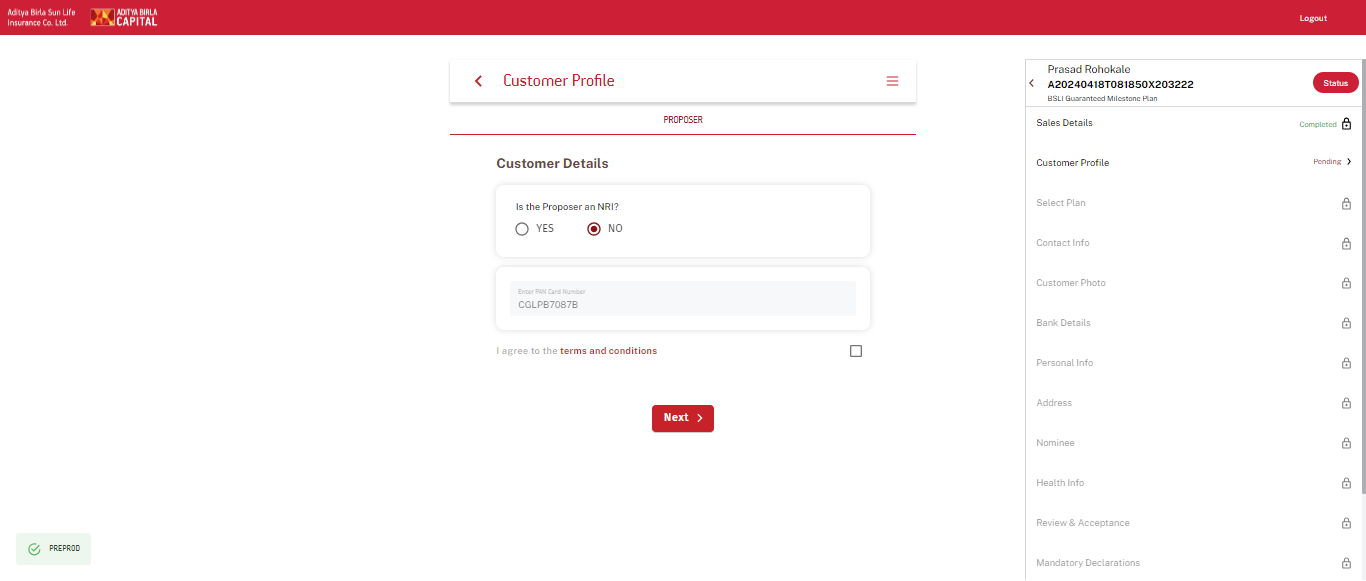 Aditya Birla Sun Life
Insurance Co. Ltd.
ADITYA BIRLA
CAPITAL
Logout
Customer Profile
PROPOSER
Customer Details
Is the Proposer an NRI?
YES
NO
Enter PAN Card Number
CGLPB7087B
I agree to the terms and conditions
Next
PREPROD
Prasad Rohokale
A20240418T081850X203222
BSLI Guaranteed Milestone Plan
Status
Sales Details
Completed
Customer Profile
Pending
Select Plan
Contact Info
Customer Photo
Bank Details
Personal Info
Address
Nominee
Health Info
Review & Acceptance
Mandatory Declarations